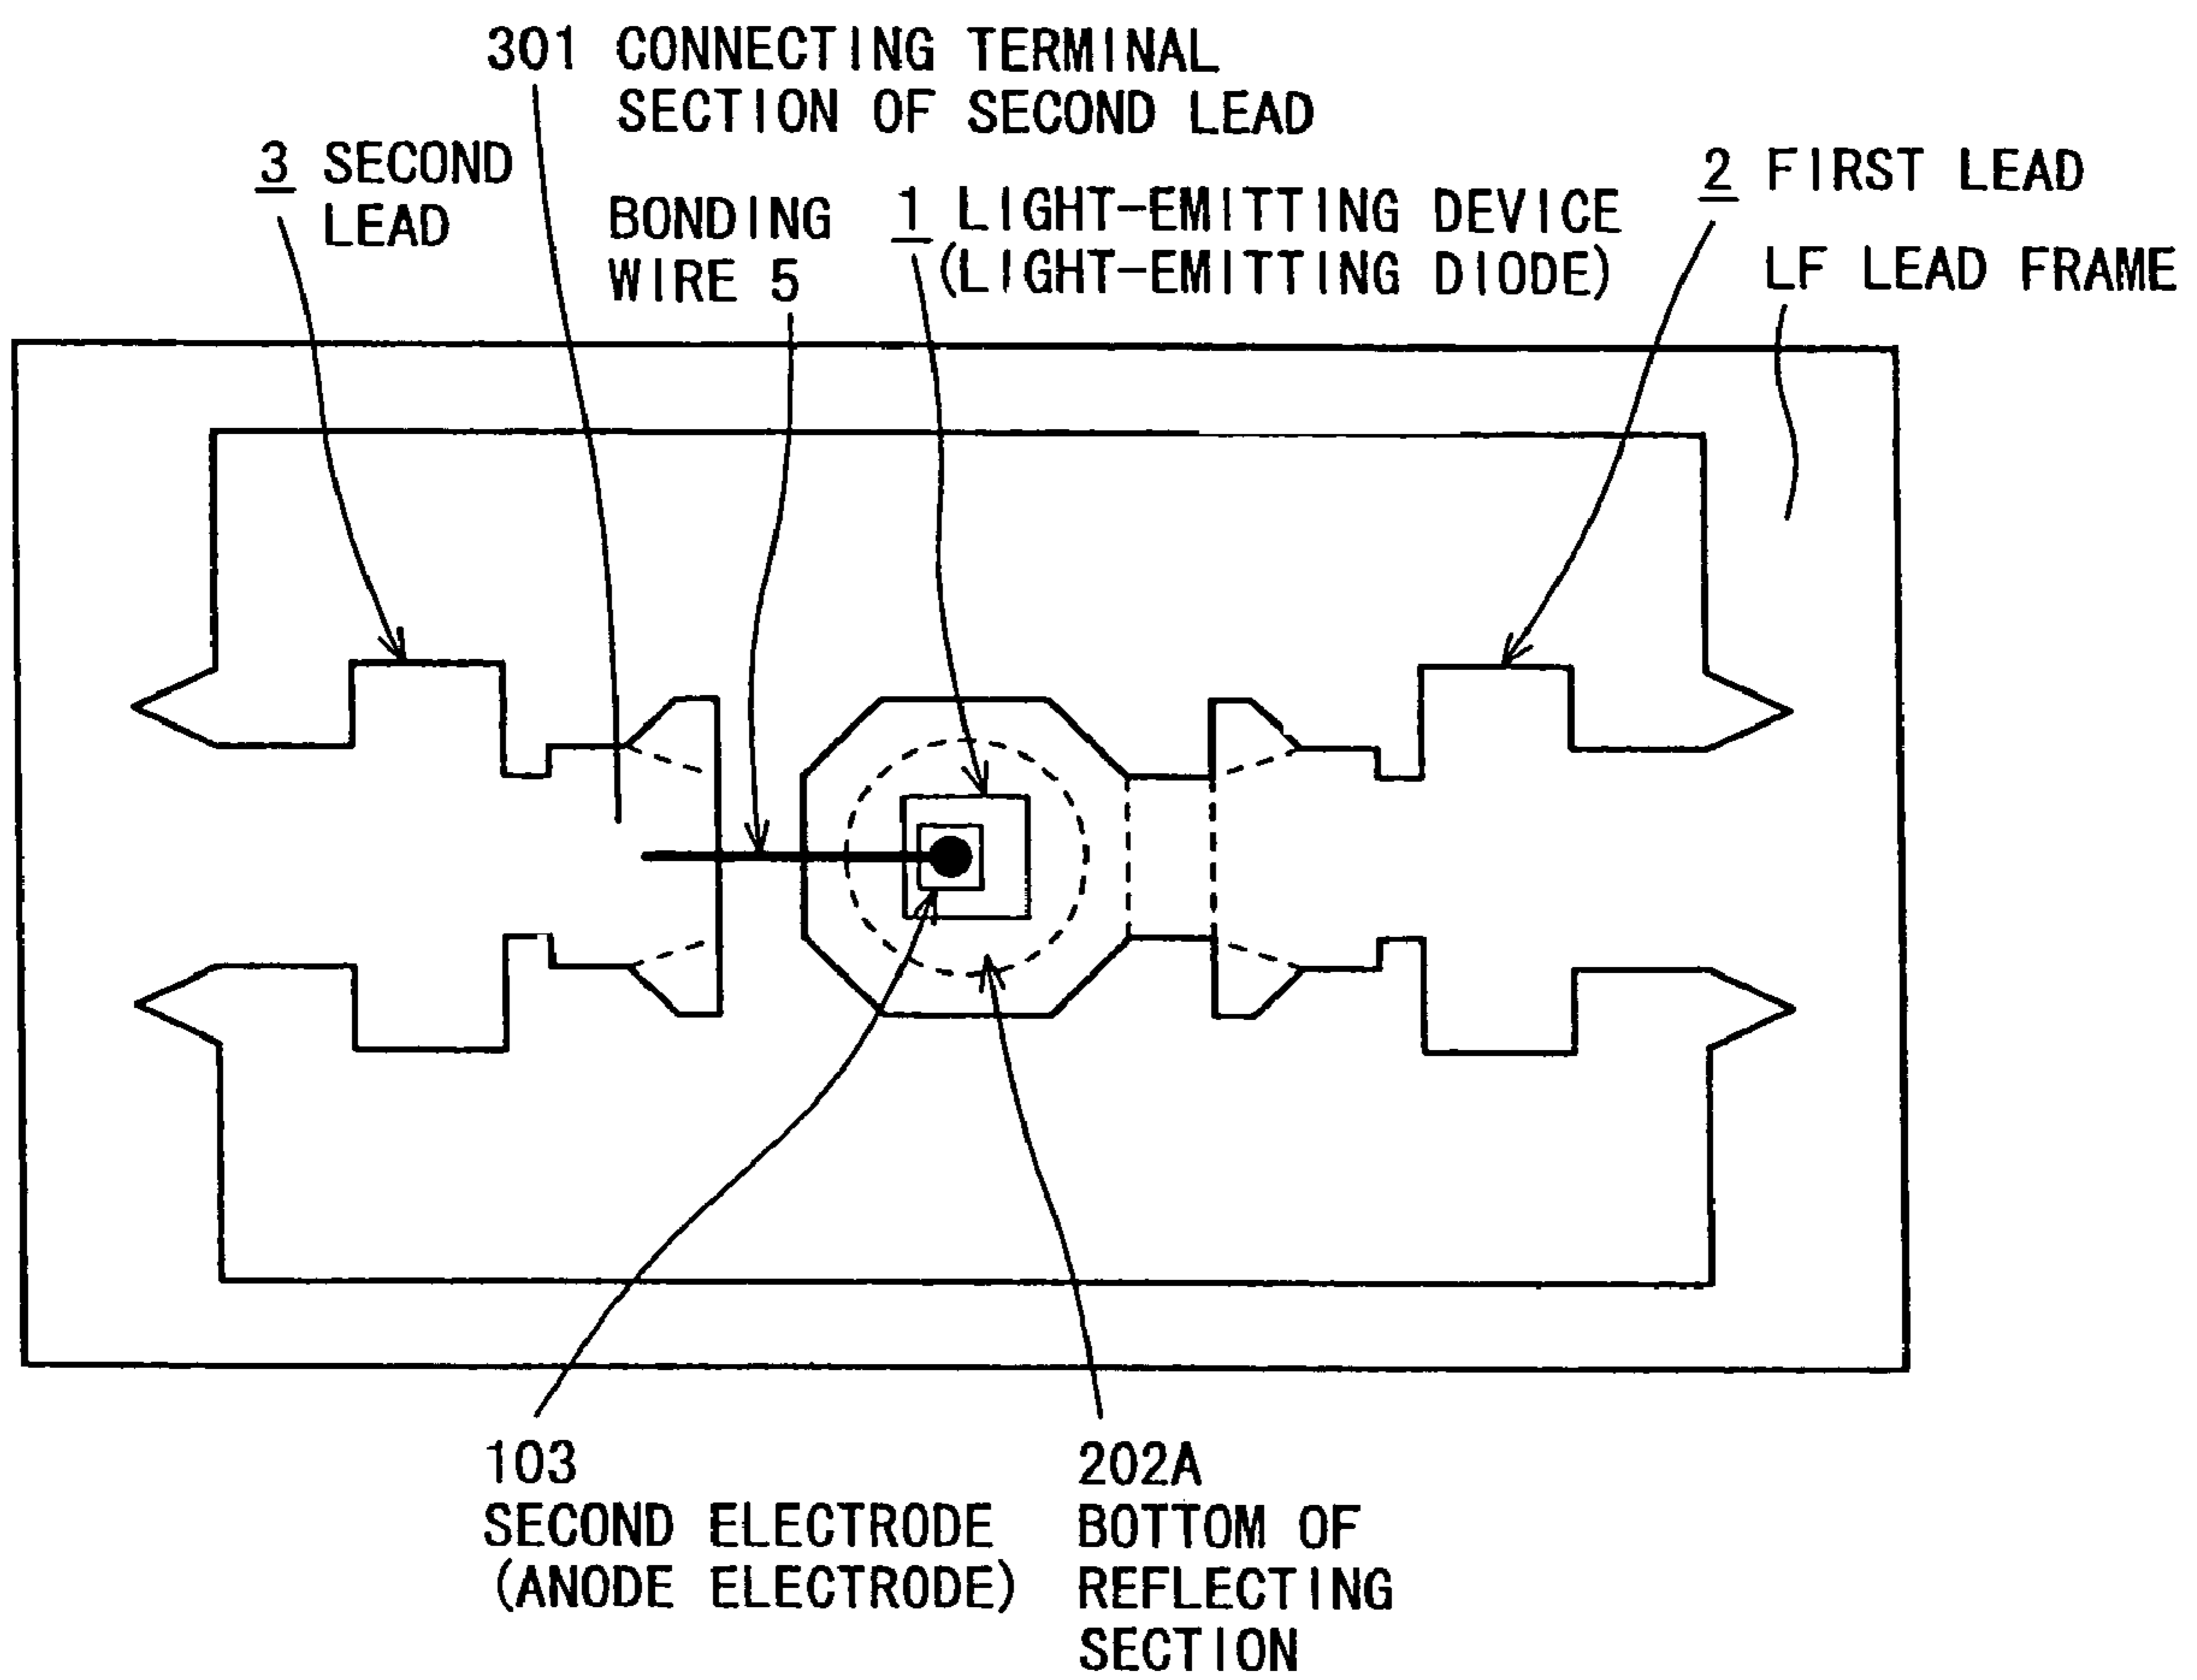 301 CONNECTING TERMINAL
SECTION OF SECOND LEAD
3 SECOND
LEAD
BONDING
WIRE 5
1 LIGHT-EMITTING DEVICE
(LIGHT-EMITTING DIODE)
2 FIRST LEAD
LF LEAD FRAME
103
SECOND ELECTRODE
(ANODE ELECTRODE)
202A
BOTTOM OF
REFLECTING
SECTION